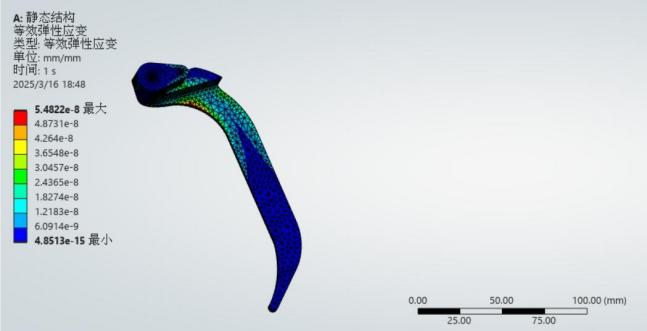 A: 静态结构
等效弹性应变
类型: 等效弹性应变
单位: mm/mm
时间: 1 s
2025/3/16 18:48
5.4822e-8 最大
4.8731e-8
4.264e-8
3.6548e-8
3.0457e-8
2.4365e-8
1.8274e-8
1.2183e-8
6.0914e-9
4.8513e-15 最小
0.00 50.00 100.00 (mm)
25.00 75.00